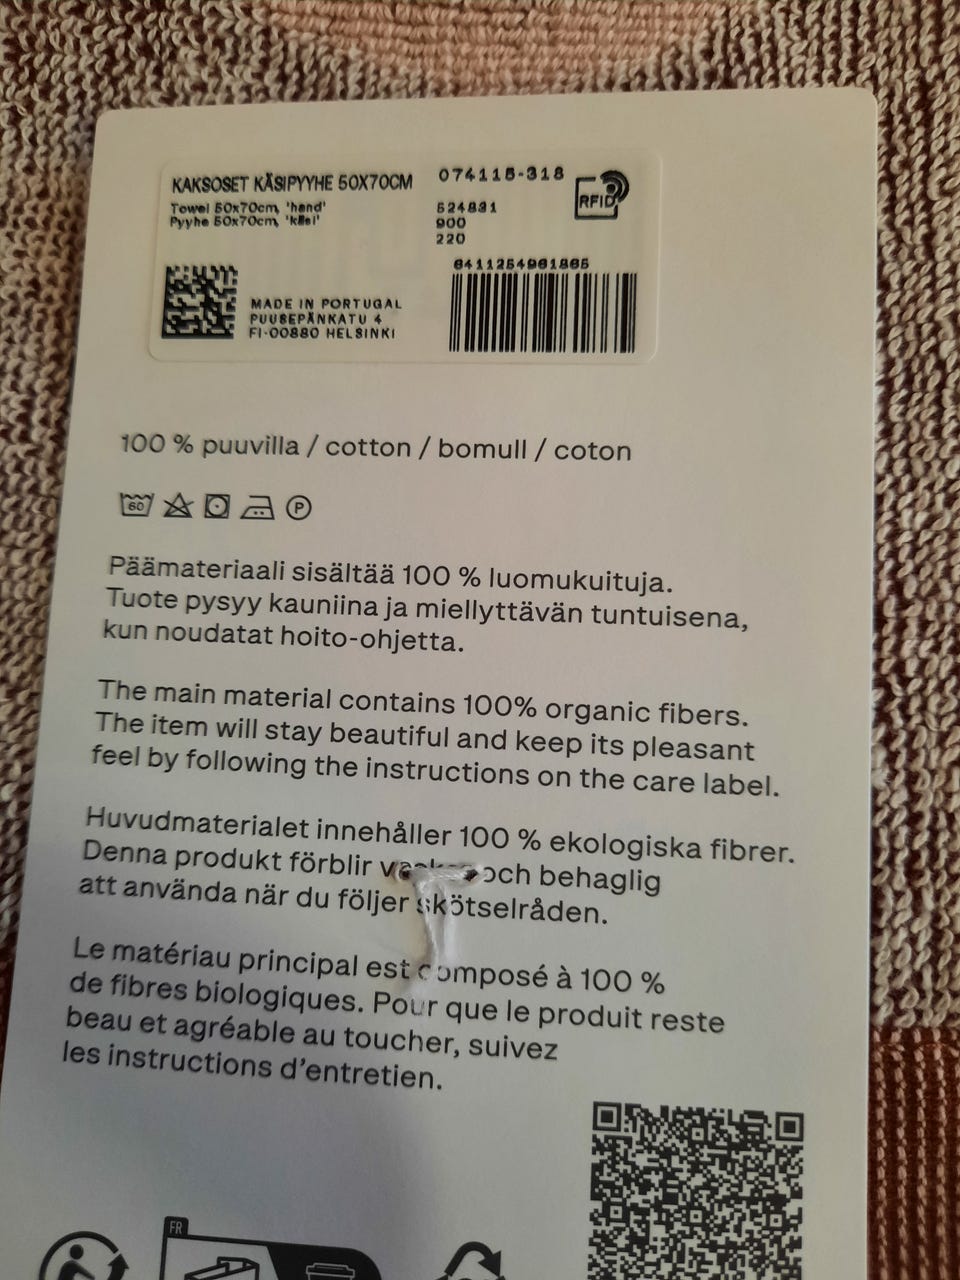 KAKSOSET KÄSIPYYHE 50X70CM
Towel 50x70cm, 'hand'
Pyyhe 50x70cm, 'käsi'
074115-318
524831
900
220
RFID
6411254961865
MADE IN PORTUGAL
PUUSEPÄNKATU 4
FI-00880 HELSINKI
100 % puuvilla / cotton / bomull / coton
60
P
Päämateriaali sisältää 100 % luomukuituja.
Tuote pysyy kauniina ja miellyttävän tuntuisena,
kun noudatat hoito-ohjetta.
The main material contains 100% organic fibers.
The item will stay beautiful and keep its pleasant
feel by following the instructions on the care label.
Huvudmaterialet innehåller 100 % ekologiska fibrer.
Denna produkt förblir och behaglig
att använda när du följer skötselråden.
Le matériau principal est composé à 100 %
de fibres biologiques. Pour que le produit reste
beau et agréable au toucher, suivez
les instructions d'entretien.
FR